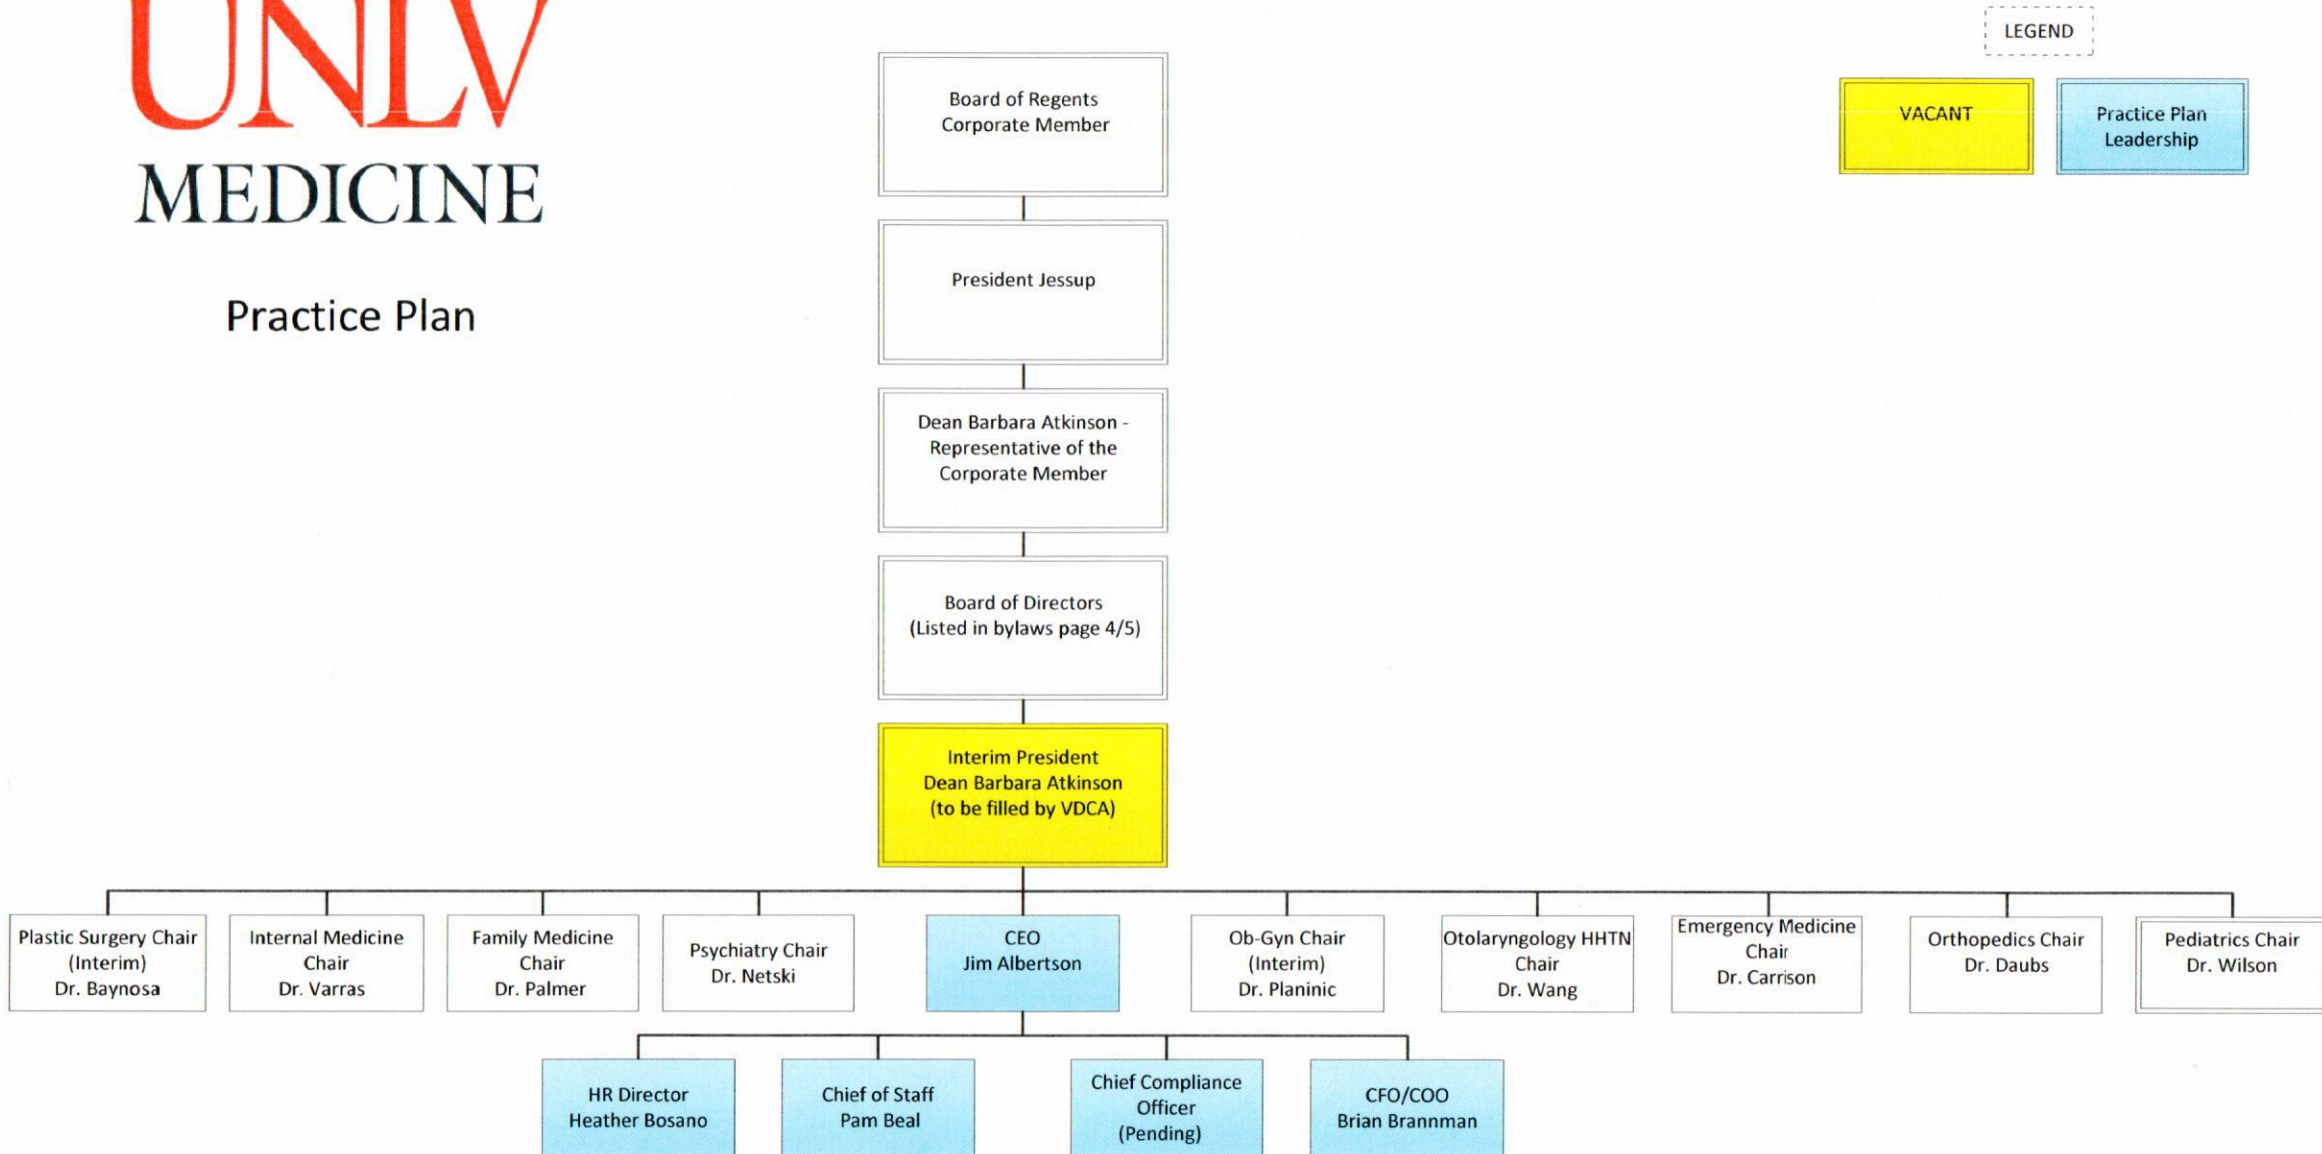 UNLV
MEDICINE
Practice Plan
LEGEND
VACANT
Practice Plan
Leadership
Board of Regents
Corporate Member
President Jessup
Dean Barbara Atkinson -
Representative of the
Corporate Member
Board of Directors
(Listed in bylaws page 4/5)
Interim President
Dean Barbara Atkinson
(to be filled by VDCA)
Plastic Surgery Chair
(Interim)
Dr. Baynosa
Internal Medicine
Chair
Dr. Varras
Family Medicine
Chair
Dr. Palmer
Psychiatry Chair
Dr. Netski
CEO
Jim Albertson
Ob-Gyn Chair
(Interim)
Dr. Planinic
Otolaryngology HHTN
Chair
Dr. Wang
Emergency Medicine
Chair
Dr. Carrison
Orthopedics Chair
Dr. Daubs
Pediatrics Chair
Dr. Wilson
HR Director
Heather Bosano
Chief of Staff
Pam Beal
Chief Compliance
Officer
(Pending)
CFO/COO
Brian Brannman